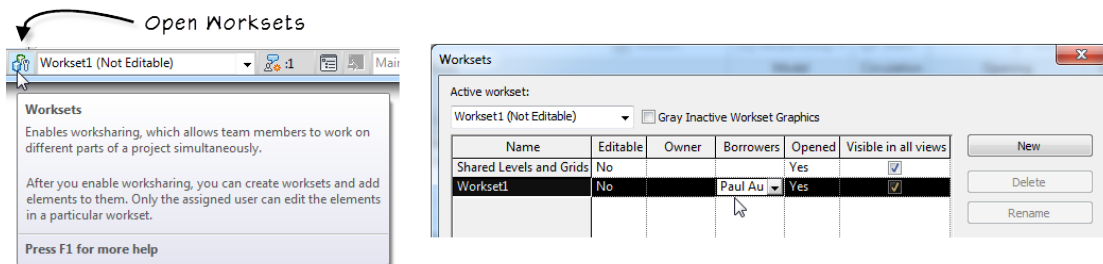 Open Worksets
Workset1 (Not Editable)
:1
Mai
Worksets
Enables worksharing, which allows team members to work on
different parts of a project simultaneously.
After you enable worksharing, you can create worksets and add
elements to them. Only the assigned user can edit the elements
in a particular workset.
Press F1 for more help
Worksets
Active workset:
Workset1 (Not Editable)
Gray Inactive Workset Graphics
Name Editable Owner Borrowers Opened Visible in all views
Shared Levels and Grids No Yes
Workset1 No Paul Au Yes
New
Delete
Rename